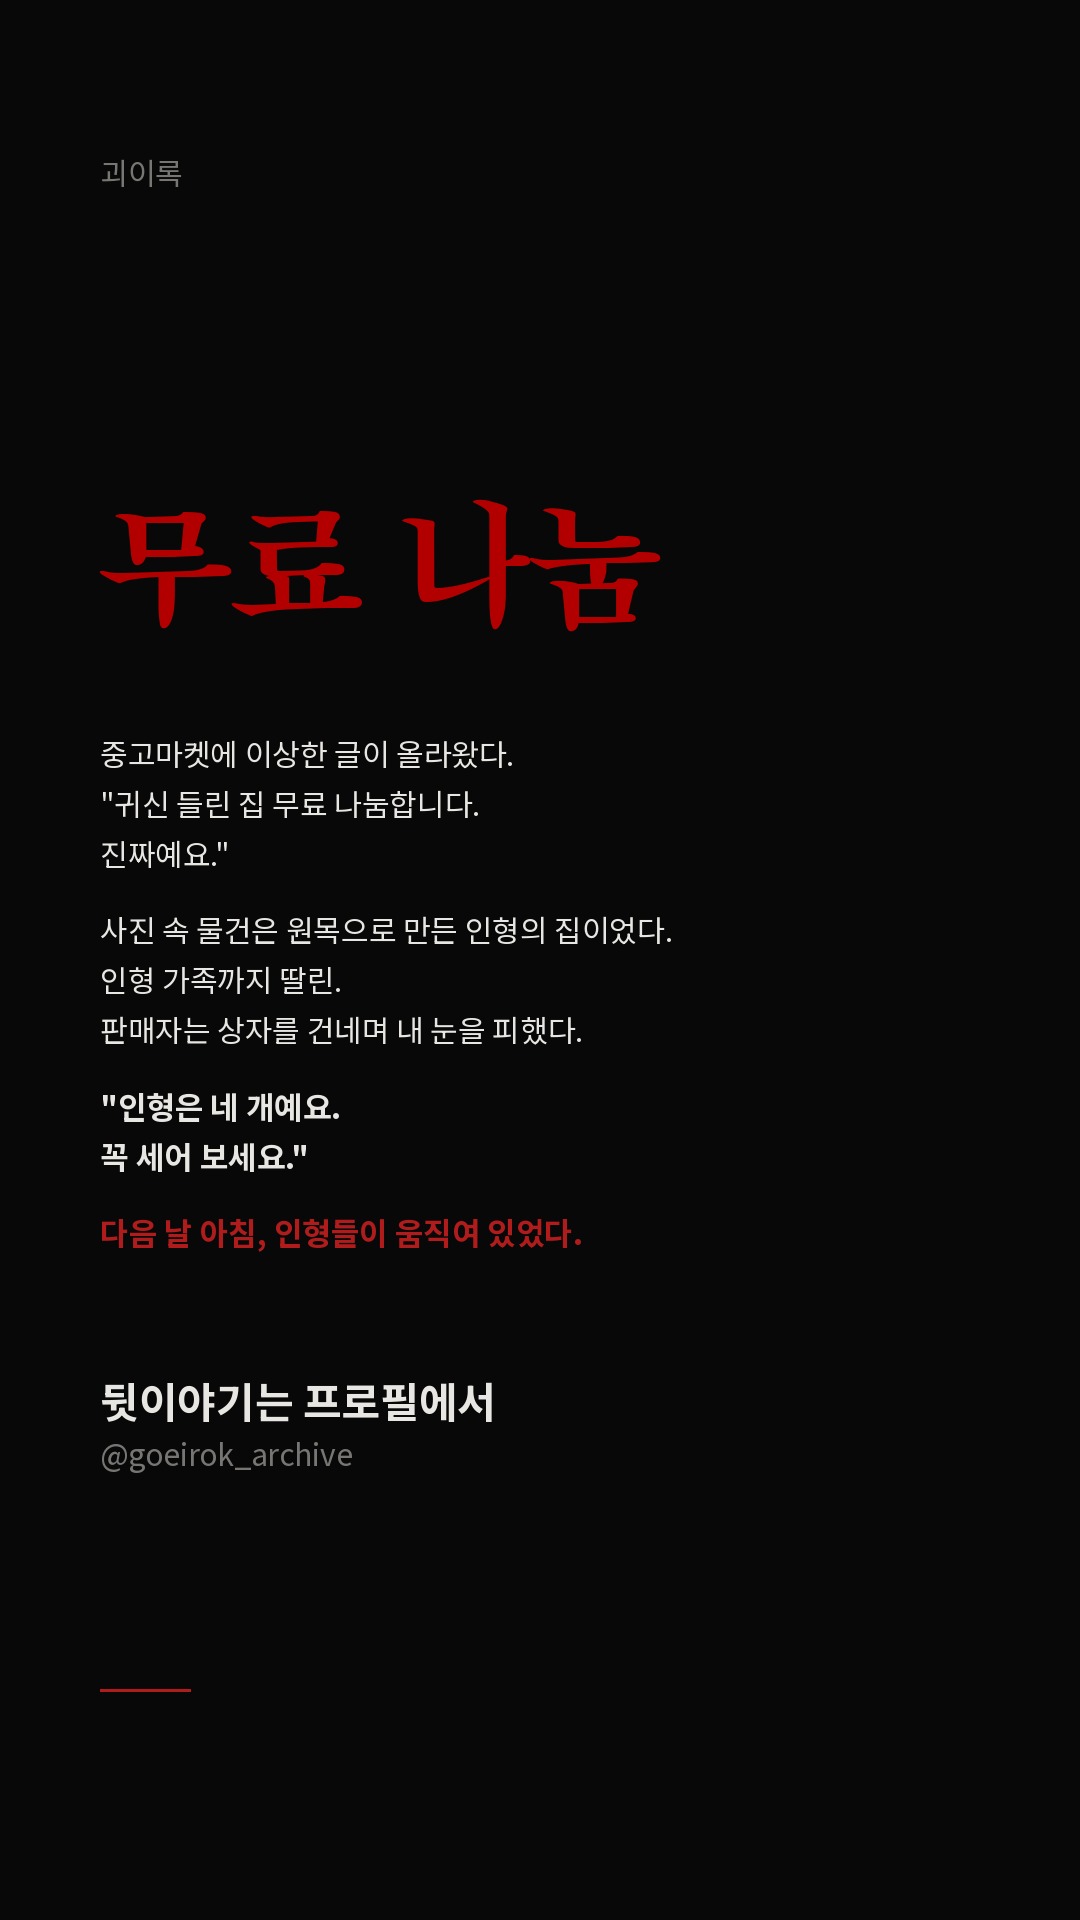 괴이록
무료 나눔
중고마켓에 이상한 글이 올라왔다.
"귀신 들린 집 무료 나눔합니다.
진짜예요."
사진 속 물건은 원목으로 만든 인형의 집이었다.
인형 가족까지 딸린.
판매자는 상자를 건네며 내 눈을 피했다.
"인형은 네 개예요.
꼭 세어 보세요."
다음 날 아침, 인형들이 움직여 있었다.
뒷이야기는 프로필에서
@goeirok_archive